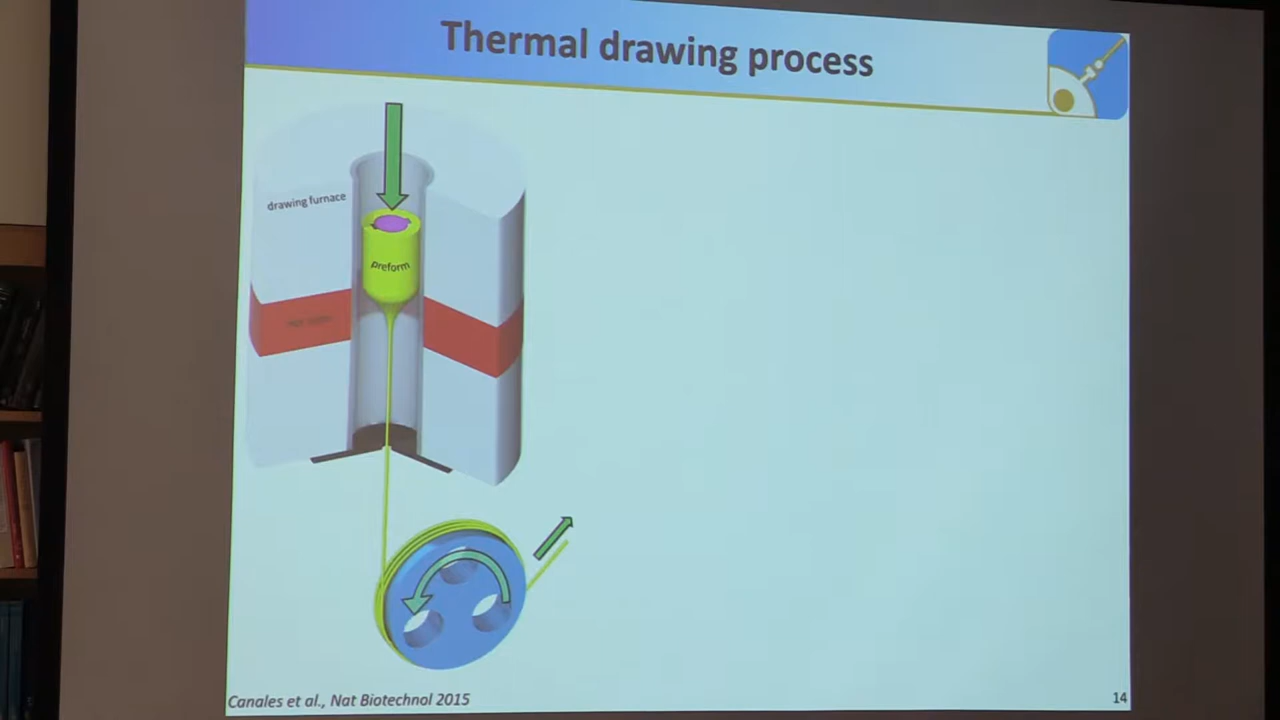 Thermal drawing process
drawing furnace
preform
Canales et al., Nat Biotechnol 2015
14